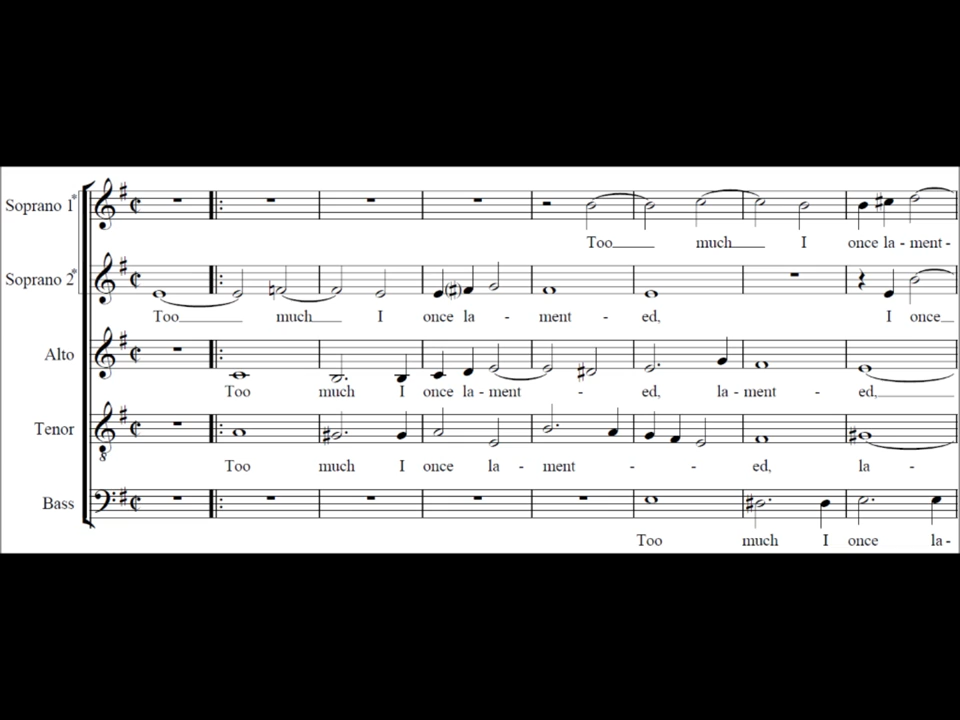 Soprano 1*
Too much I once la - ment -
Soprano 2*
Too much I once la - ment - ed, I once
Alto
Too much I once la - ment - ed, la - ment - ed,
Tenor
8
Too much I once la - ment - - ed, la -
Bass
Too much I once la -